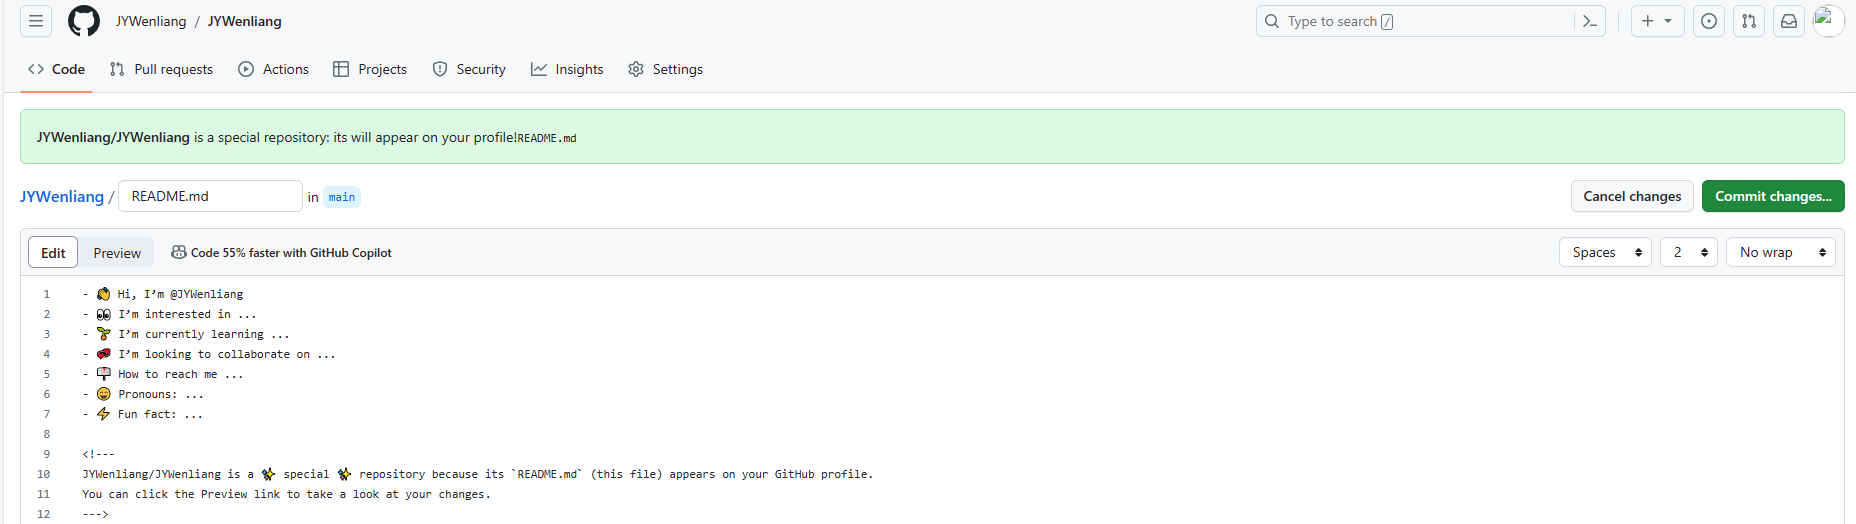 JYWenliang / JYWenliang
Type to search /
Code Pull requests Actions Projects Security Insights Settings
JYWenliang/JYWenliang is a special repository: its will appear on your profile!README.md
JYWenliang / README.md in main
Cancel changes Commit changes...
Edit Preview Code 55% faster with GitHub Copilot
Spaces 2 No wrap
1 - 👋 Hi, I’m @JYWenliang
2 - 👀 I’m interested in ...
3 - 🌱 I’m currently learning ...
4 - 💞️ I’m looking to collaborate on ...
5 - 📫 How to reach me ...
6 - 😄 Pronouns: ...
7 - ⚡ Fun fact: ...
8
9 <!---
10 JYWenliang/JYWenliang is a ✨ special ✨ repository because its `README.md` (this file) appears on your GitHub profile.
11 You can click the Preview link to take a look at your changes.
12 --->